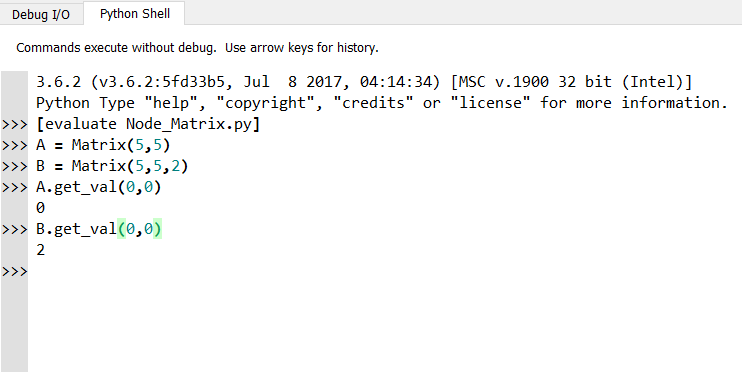 Debug I/O Python Shell
Commands execute without debug. Use arrow keys for history.
3.6.2 (v3.6.2:5fd33b5, Jul  8 2017, 04:14:34) [MSC v.1900 32 bit (Intel)]
Python Type "help", "copyright", "credits" or "license" for more information.
>>> [evaluate Node_Matrix.py]
>>> A = Matrix(5,5)
>>> B = Matrix(5,5,2)
>>> A.get_val(0,0)
0
>>> B.get_val(0,0)
2
>>>